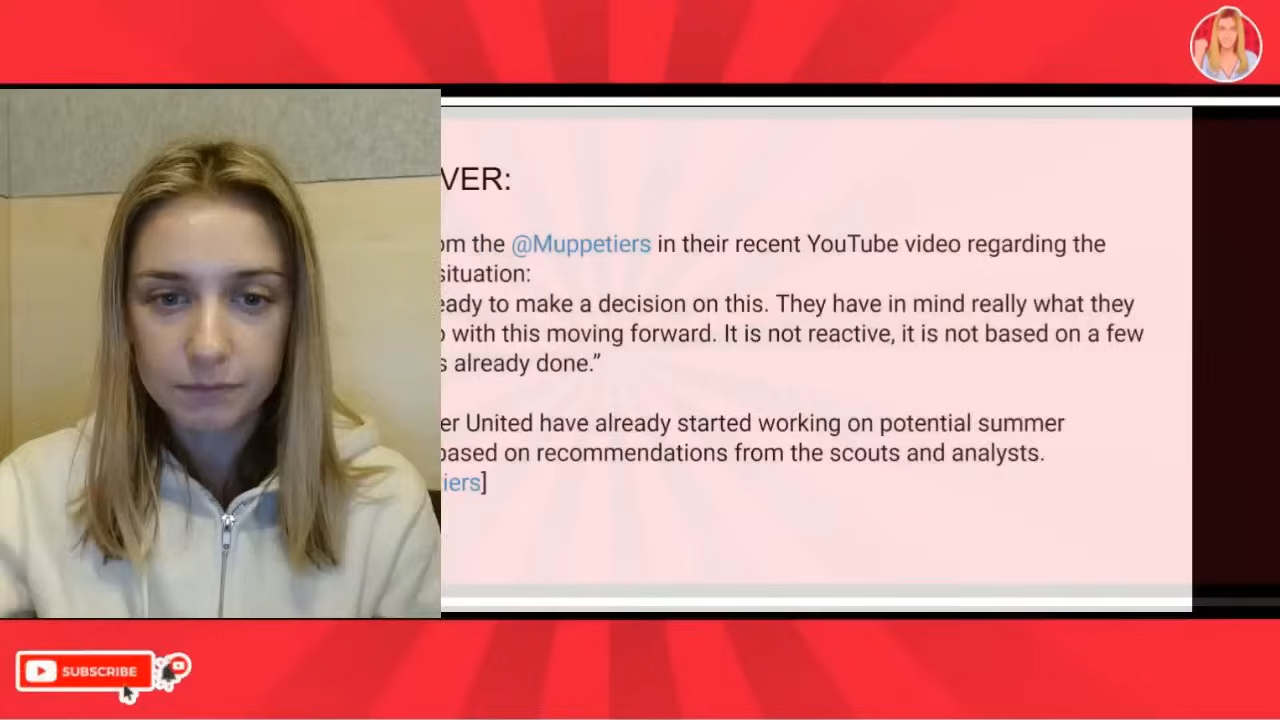 VER:
om the @Muppetiers in their recent YouTube video regarding the
situation:
eady to make a decision on this. They have in mind really what they
with this moving forward. It is not reactive, it is not based on a few
s already done.”
er United have already started working on potential summer
based on recommendations from the scouts and analysts.
iers]
SUBSCRIBE